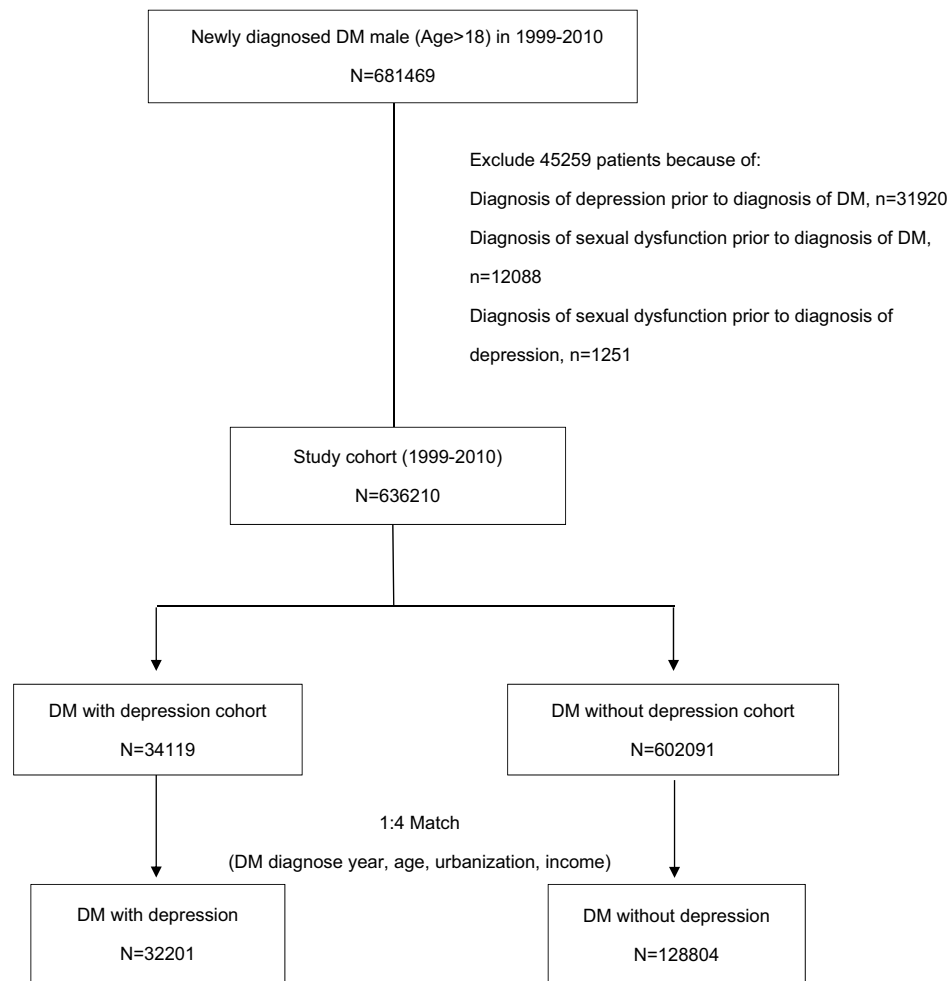 Newly diagnosed DM male (Age>18) in 1999-2010
N=681469
Exclude 45259 patients because of:
Diagnosis of depression prior to diagnosis of DM, n=31920
Diagnosis of sexual dysfunction prior to diagnosis of DM,
n=12088
Diagnosis of sexual dysfunction prior to diagnosis of
depression, n=1251
Study cohort (1999-2010)
N=636210
DM with depression cohort
N=34119
DM without depression cohort
N=602091
1:4 Match
(DM diagnose year, age, urbanization, income)
DM with depression
N=32201
DM without depression
N=128804